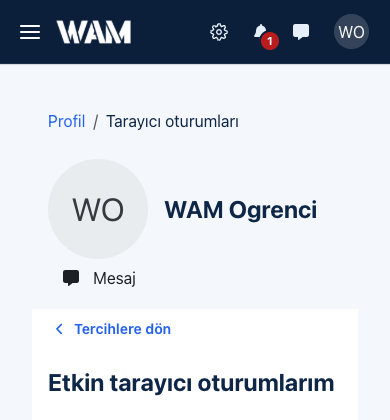 WAM
1
WO
Profil / Tarayıcı oturumları
WO
WAM Ogrenci
Mesaj
Tercihlere dön
Etkin tarayıcı oturumlarım